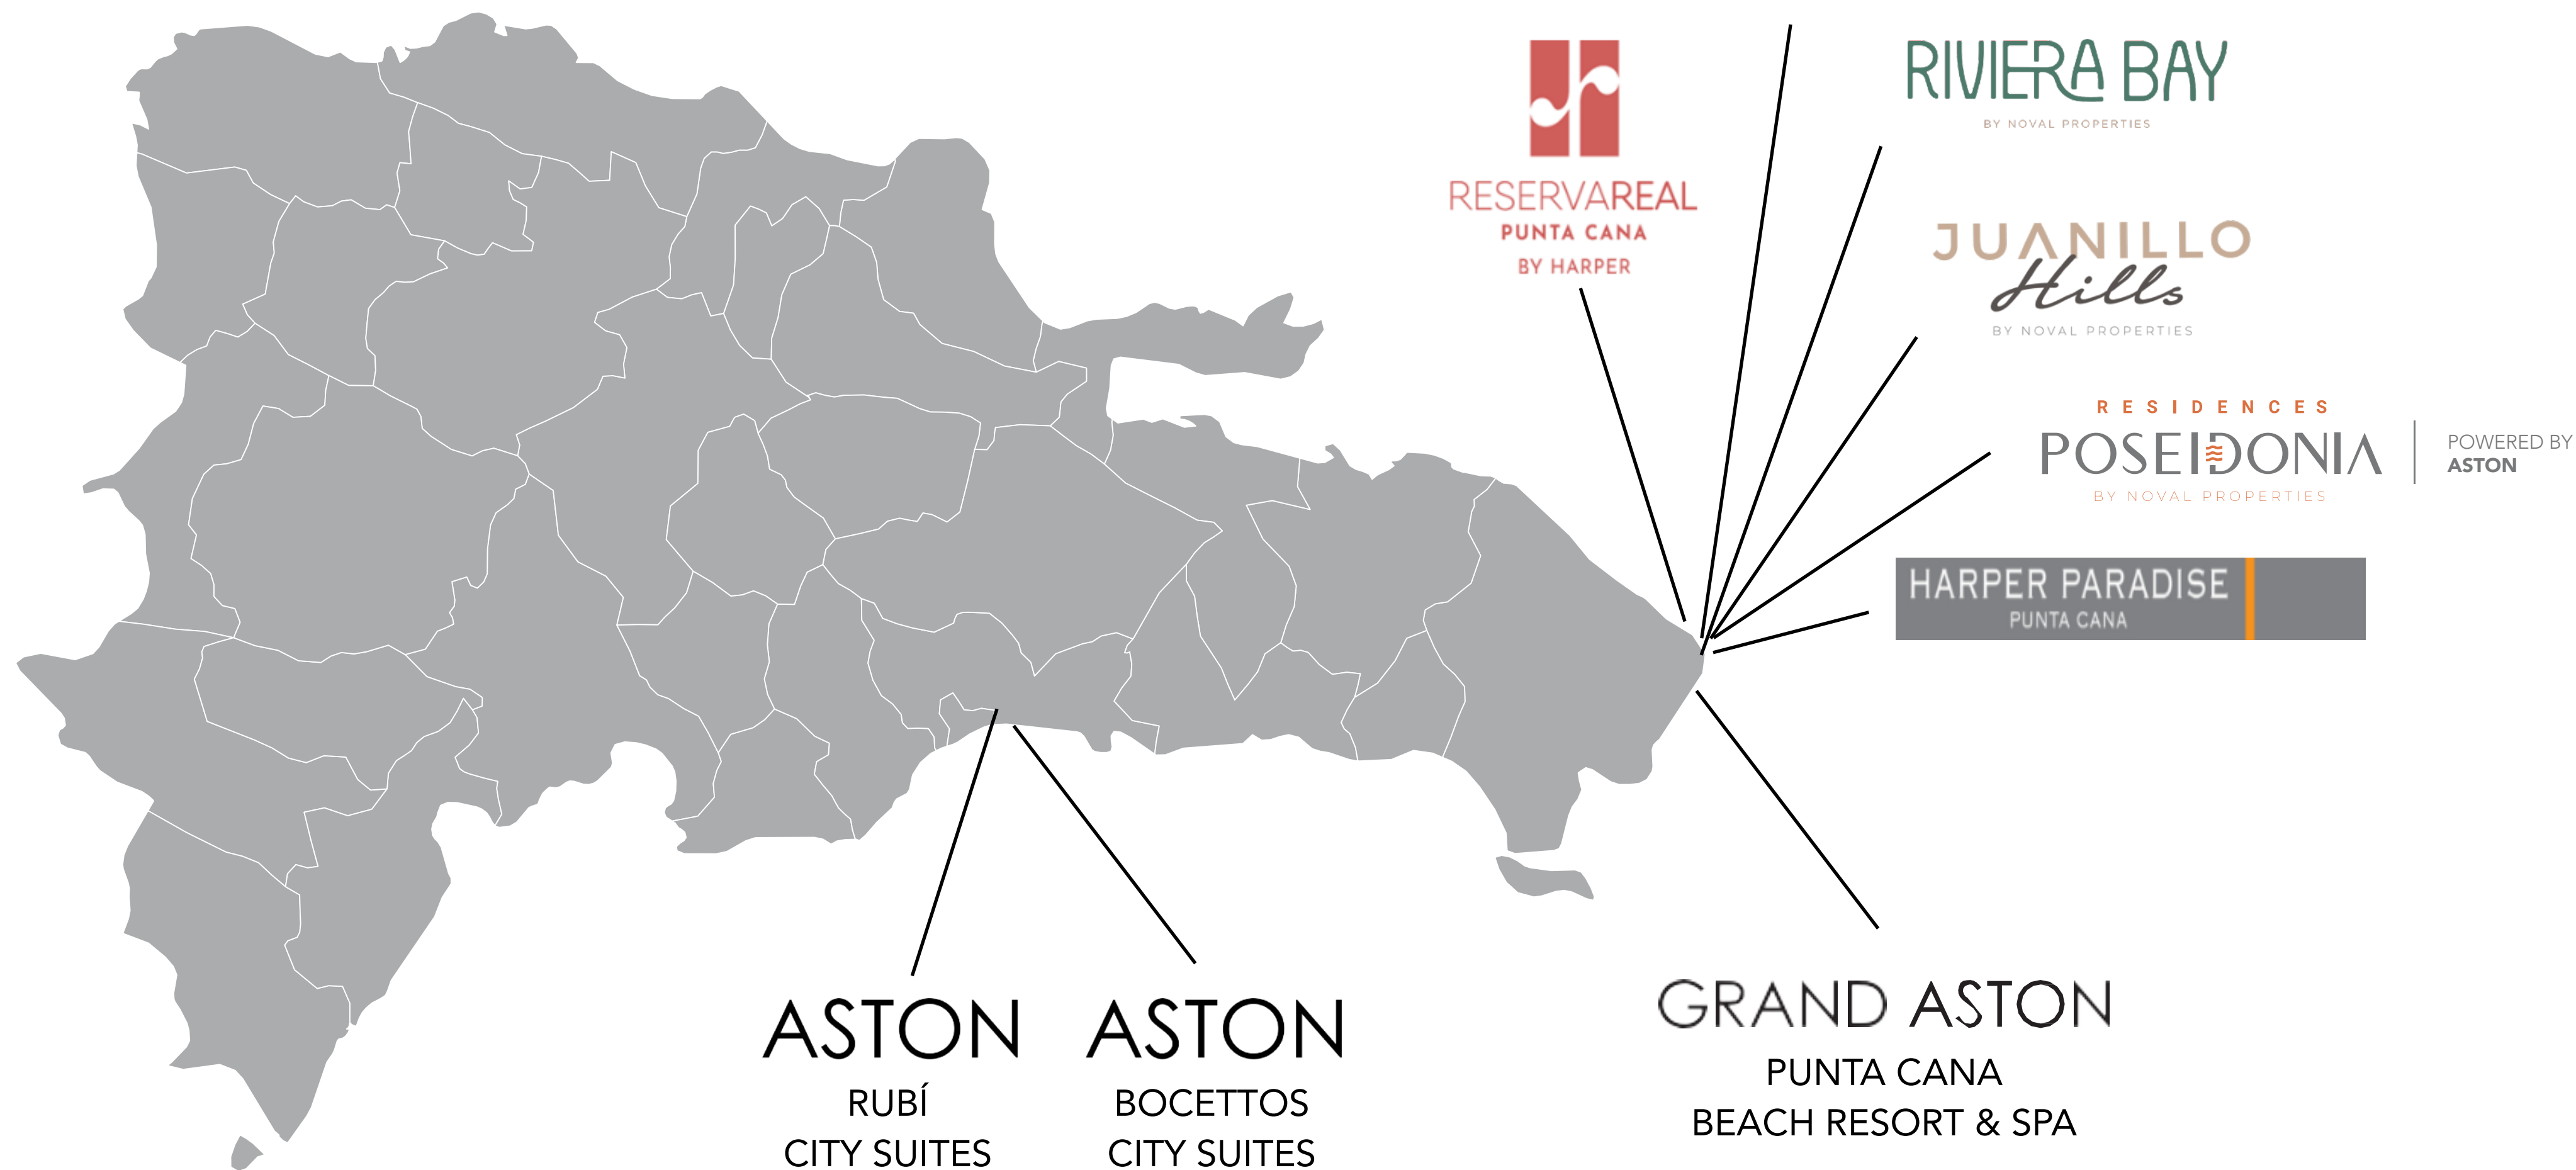 RESERVAREAL
PUNTA CANA
BY HARPER
RIVIERA BAY
BY NOVAL PROPERTIES
JUANILLO
Hills
BY NOVAL PROPERTIES
RESIDENCES
POSEIDONIA
BY NOVAL PROPERTIES
POWERED BY
ASTON
HARPER PARADISE
PUNTA CANA
ASTON
RUBÍ
CITY SUITES
ASTON
BOCETTOS
CITY SUITES
GRAND ASTON
PUNTA CANA
BEACH RESORT & SPA